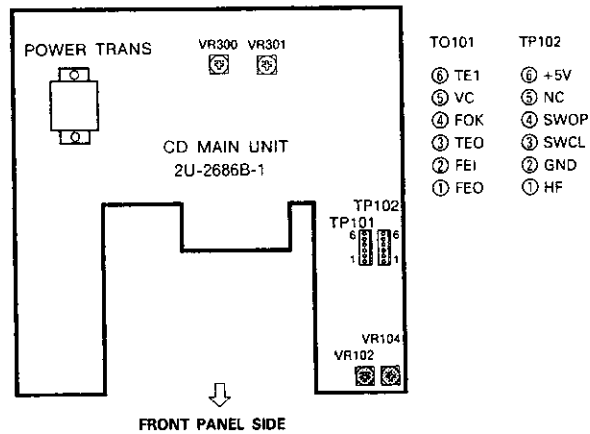 POWER TRANS
VR300 VR301
CD MAIN UNIT
2U-2686B-1
TP102
TP101
6 6
1 1
VR104
VR102
FRONT PANEL SIDE
TO101 TP102
⑥ TE1 ⑥ +5V
⑤ VC ⑤ NC
④ FOK ④ SWOP
③ TEO ③ SWCL
② FEI ② GND
① FEO ① HF